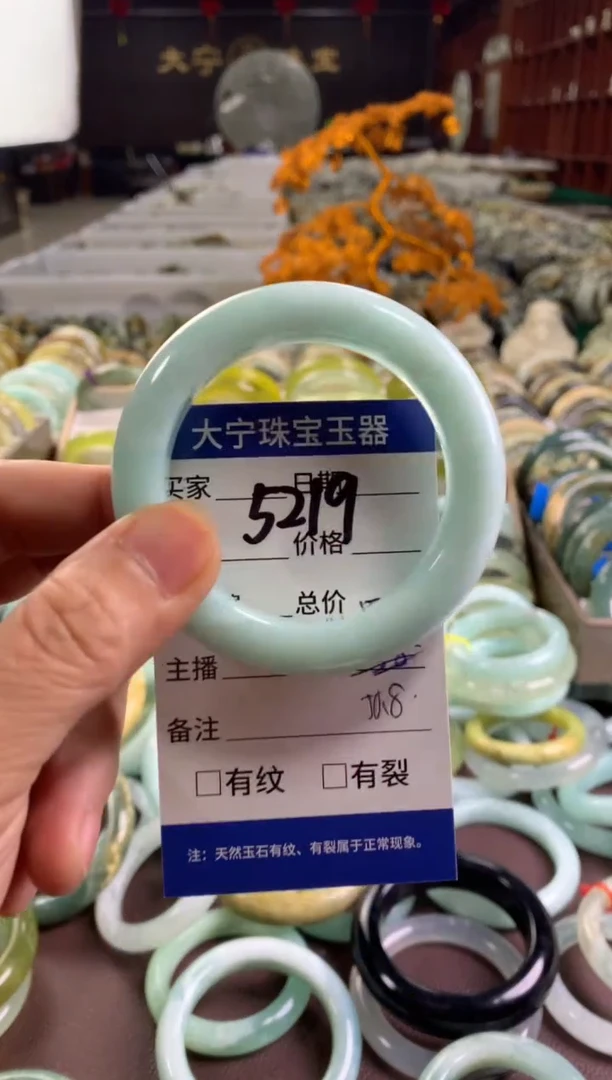 大宁
大宁珠宝玉器
买家 日期
5219
价格
总价
主播
备注
□有纹 □有裂
注：天然玉石有纹、有裂属于正常现象。